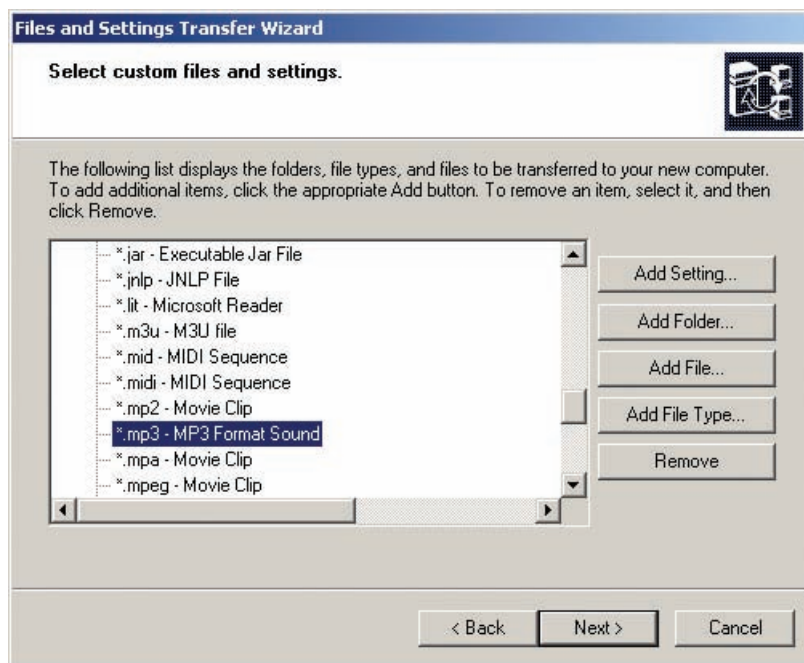 Files and Settings Transfer Wizard
Select custom files and settings.
The following list displays the folders, file types, and files to be transferred to your new computer.
To add additional items, click the appropriate Add button. To remove an item, select it, and then
click Remove.
*.jar - Executable Jar File
*.jnlp - JNLP File
*.lit - Microsoft Reader
*.m3u - M3U file
*.mid - MIDI Sequence
*.midi - MIDI Sequence
*.mp2 - Movie Clip
*.mp3 - MP3 Format Sound
*.mpa - Movie Clip
*.mpeg - Movie Clip
Add Setting...
Add Folder...
Add File...
Add File Type...
Remove
< Back
Next >
Cancel